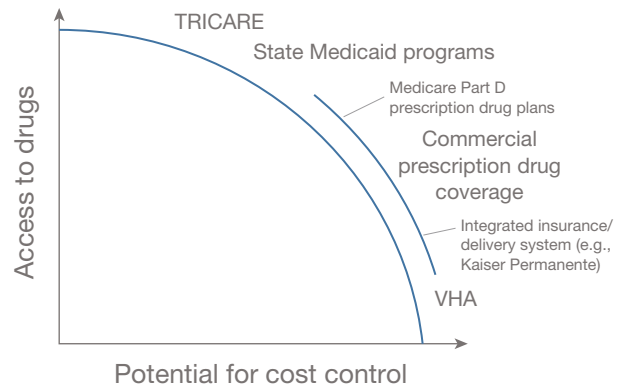 TRICARE
State Medicaid programs
Medicare Part D
prescription drug plans
Commercial
prescription drug
coverage
Integrated insurance/
delivery system (e.g.,
Kaiser Permanente)
VHA
Access to drugs
Potential for cost control